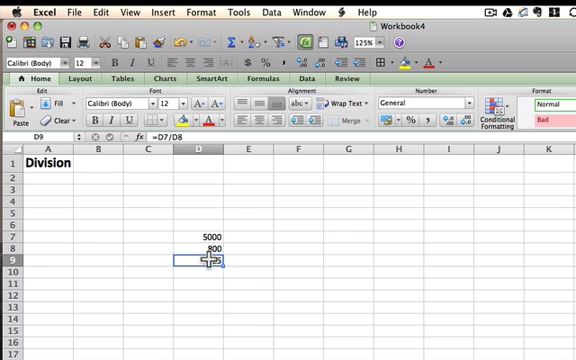 Excel File Edit View Insert Format Tools Data Window Help
Workbook4
125%
Calibri (Body) 12 B I U
Home Layout Tables Charts SmartArt Formulas Data Review
Edit Font Alignment Number Format
Fill Calibri (Body) 12 A A abc Wrap Text General Normal
Paste Clear B I U A Merge % Conditional Formatting Bad
D9 fx =D7/D8
A B C D E F G H I J K
1 Division
2
3
4
5
6
7 5000
8 800
9
10
11
12
13
14
15
16